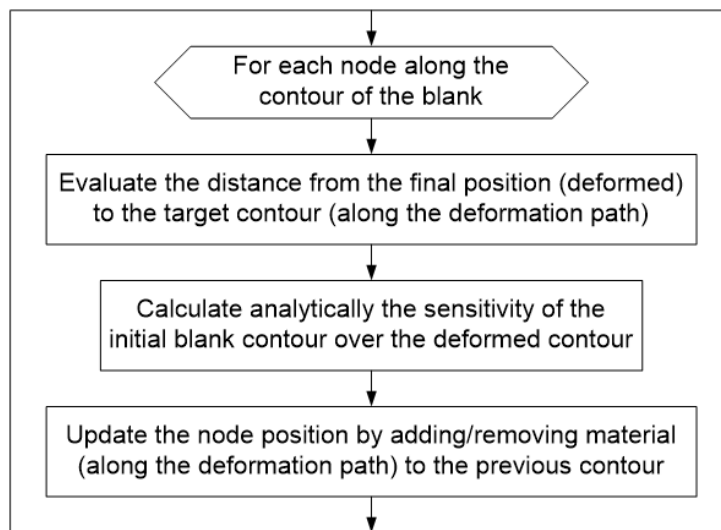 For each node along the
contour of the blank
Evaluate the distance from the final position (deformed)
to the target contour (along the deformation path)
Calculate analytically the sensitivity of the
initial blank contour over the deformed contour
Update the node position by adding/removing material
(along the deformation path) to the previous contour